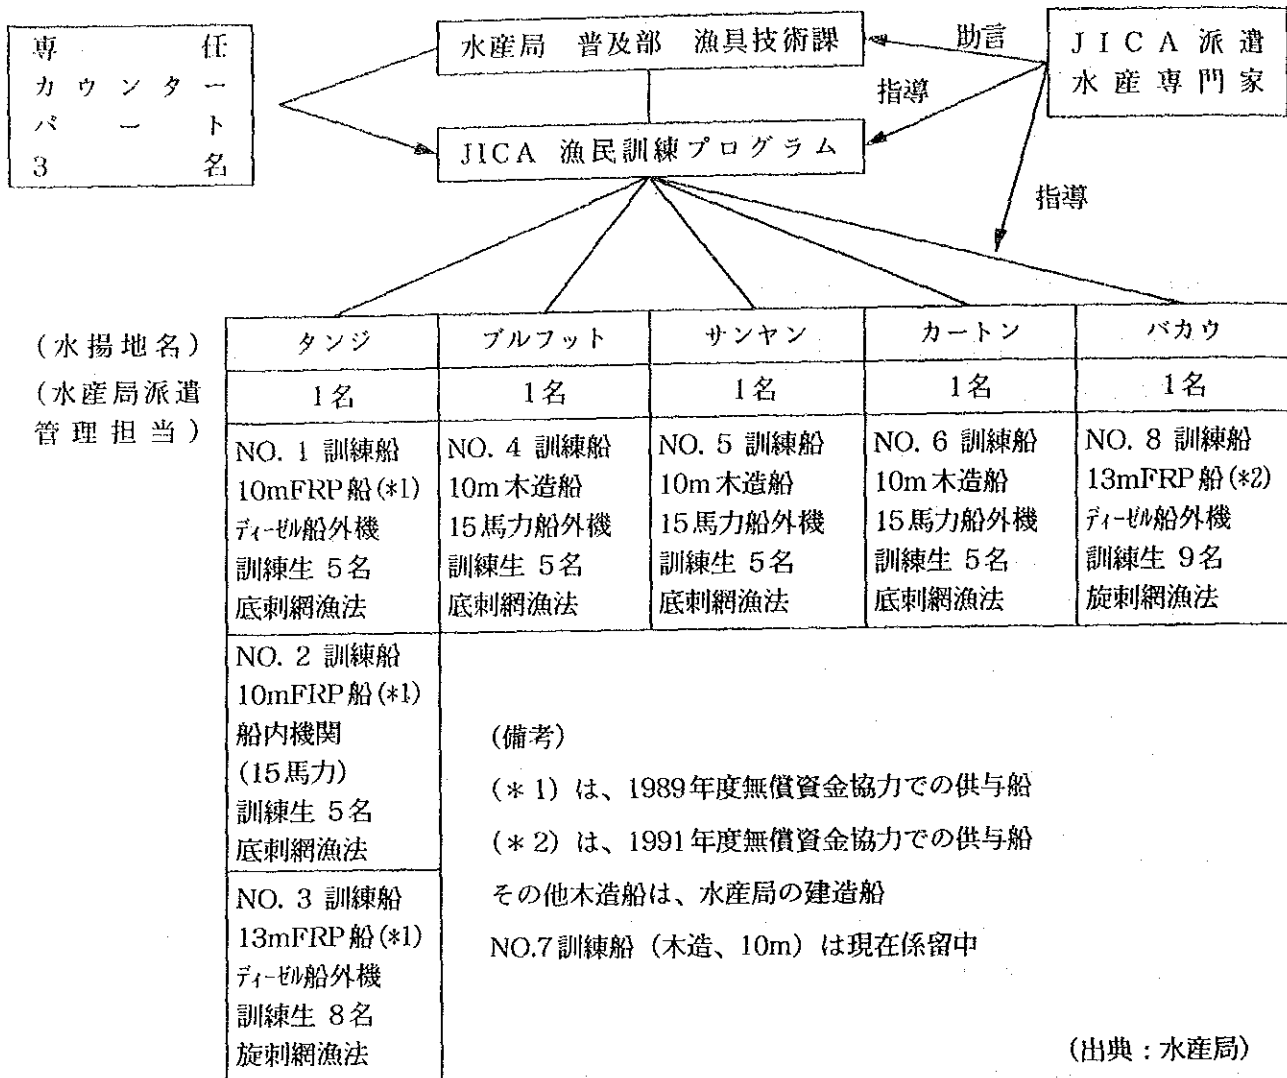 専任
カウンター
パート
3名
水産局 普及部 漁具技術課
助言
JICA派遣
水産専門家
指導
JICA 漁民訓練プログラム
指導
(水揚地名)
タンジ
ブルフット
サンヤン
カートン
バカウ
(水産局派遣
管理担当)
1名
1名
1名
1名
1名
NO. 1 訓練船
10mFRP船(*1)
ディーゼル船外機
訓練生 5名
底刺網漁法
NO. 4 訓練船
10m木造船
15馬力船外機
訓練生 5名
底刺網漁法
NO. 5 訓練船
10m木造船
15馬力船外機
訓練生 5名
底刺網漁法
NO. 6 訓練船
10m木造船
15馬力船外機
訓練生 5名
底刺網漁法
NO. 8 訓練船
13mFRP船(*2)
ディーゼル船外機
訓練生 9名
旋刺網漁法
NO. 2 訓練船
10mFRP船(*1)
船内機関
(15馬力)
訓練生 5名
底刺網漁法
NO. 3 訓練船
13mFRP船(*1)
ディーゼル船外機
訓練生 8名
旋刺網漁法
(備考)
(*1) は、1989年度無償資金協力での供与船
(*2) は、1991年度無償資金協力での供与船
その他木造船は、水産局の建造船
NO.7訓練船（木造、10m）は現在係留中
(出典：水産局)